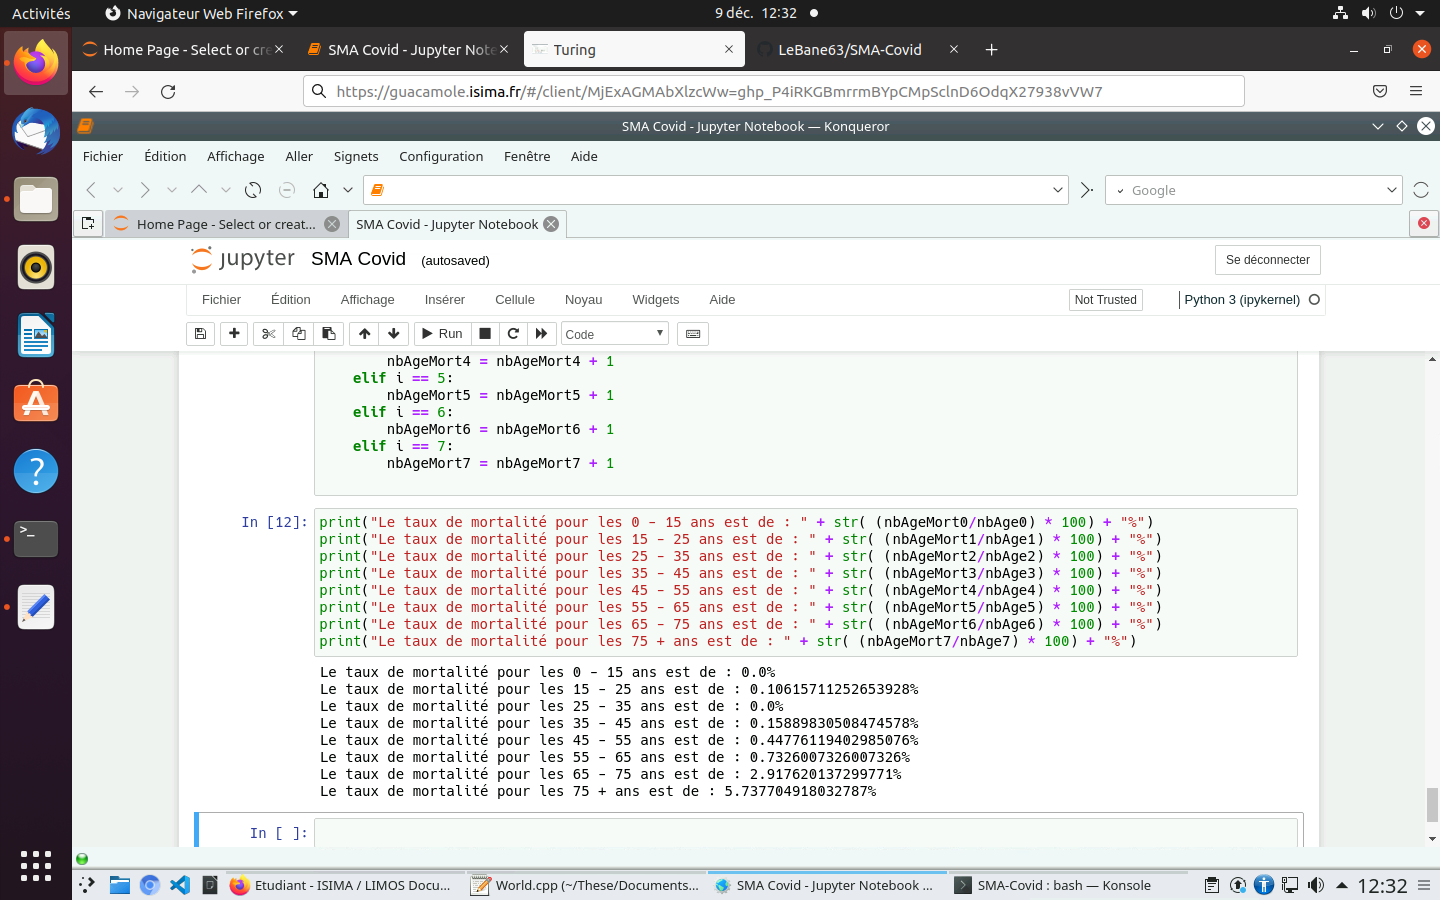 Activités
Navigateur Web Firefox
9 déc. 12:32
Home Page - Select or cre
SMA Covid - Jupyter Note
Turing
LeBane63/SMA-Covid
https://guacamole.isima.fr/#/client/MjExAGMAbXlzcWw=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
SMA Covid - Jupyter Notebook — Konqueror
Fichier Édition Affichage Aller Signets Configuration Fenêtre Aide
Google
Home Page - Select or creat...
SMA Covid - Jupyter Notebook
jupyter SMA Covid (autosaved)
Se déconnecter
Fichier Édition Affichage Insérer Cellule Noyau Widgets Aide
Not Trusted
Python 3 (ipykernel)
Run
Code
nbAgeMort4 = nbAgeMort4 + 1
elif i == 5:
nbAgeMort5 = nbAgeMort5 + 1
elif i == 6:
nbAgeMort6 = nbAgeMort6 + 1
elif i == 7:
nbAgeMort7 = nbAgeMort7 + 1
In [12]:
print("Le taux de mortalité pour les 0 - 15 ans est de : " + str( (nbAgeMort0/nbAge0) * 100) + "%")
print("Le taux de mortalité pour les 15 - 25 ans est de : " + str( (nbAgeMort1/nbAge1) * 100) + "%")
print("Le taux de mortalité pour les 25 - 35 ans est de : " + str( (nbAgeMort2/nbAge2) * 100) + "%")
print("Le taux de mortalité pour les 35 - 45 ans est de : " + str( (nbAgeMort3/nbAge3) * 100) + "%")
print("Le taux de mortalité pour les 45 - 55 ans est de : " + str( (nbAgeMort4/nbAge4) * 100) + "%")
print("Le taux de mortalité pour les 55 - 65 ans est de : " + str( (nbAgeMort5/nbAge5) * 100) + "%")
print("Le taux de mortalité pour les 65 - 75 ans est de : " + str( (nbAgeMort6/nbAge6) * 100) + "%")
print("Le taux de mortalité pour les 75 + ans est de : " + str( (nbAgeMort7/nbAge7) * 100) + "%")
Le taux de mortalité pour les 0 - 15 ans est de : 0.0%
Le taux de mortalité pour les 15 - 25 ans est de : 0.10615711252653928%
Le taux de mortalité pour les 25 - 35 ans est de : 0.0%
Le taux de mortalité pour les 35 - 45 ans est de : 0.15889830508474578%
Le taux de mortalité pour les 45 - 55 ans est de : 0.44776119402985076%
Le taux de mortalité pour les 55 - 65 ans est de : 0.7326007326007326%
Le taux de mortalité pour les 65 - 75 ans est de : 2.917620137299771%
Le taux de mortalité pour les 75 + ans est de : 5.737704918032787%
In [ ]:
Etudiant - ISIMA / LIMOS Docu...
World.cpp (~/These/Documents...
SMA Covid - Jupyter Notebook ...
SMA-Covid : bash — Konsole
12:32